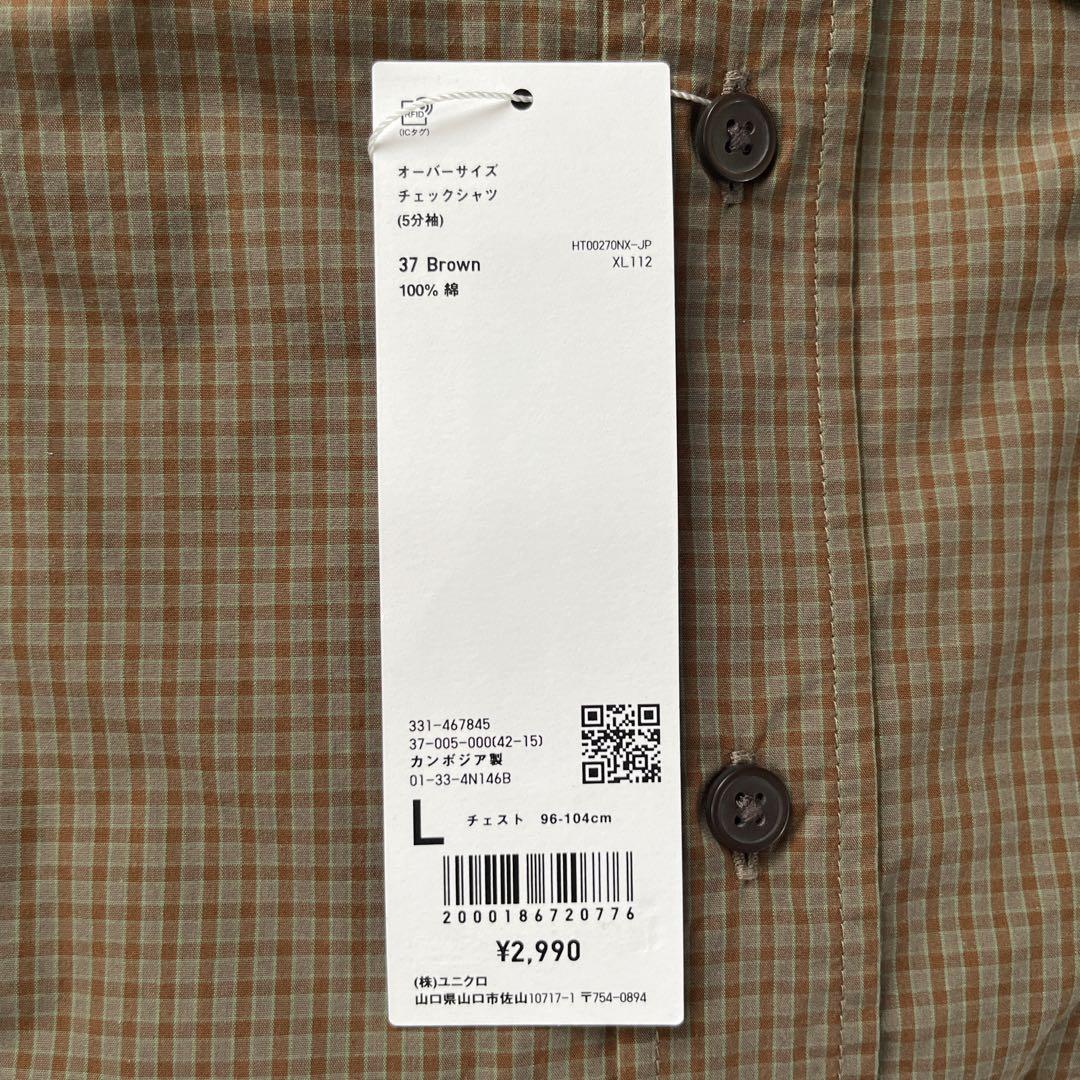 RFID
(ICタグ)
オーバーサイズ
チェックシャツ
(5分袖)
HT00270NX-JP
37 Brown
XL112
100% 綿
331-467845
37-005-000(42-15)
カンボジア製
01-33-4N146B
L チェスト 96-104cm
2000186720776
¥2,990
(株)ユニクロ
山口県山口市佐山10717-1 〒754-0894